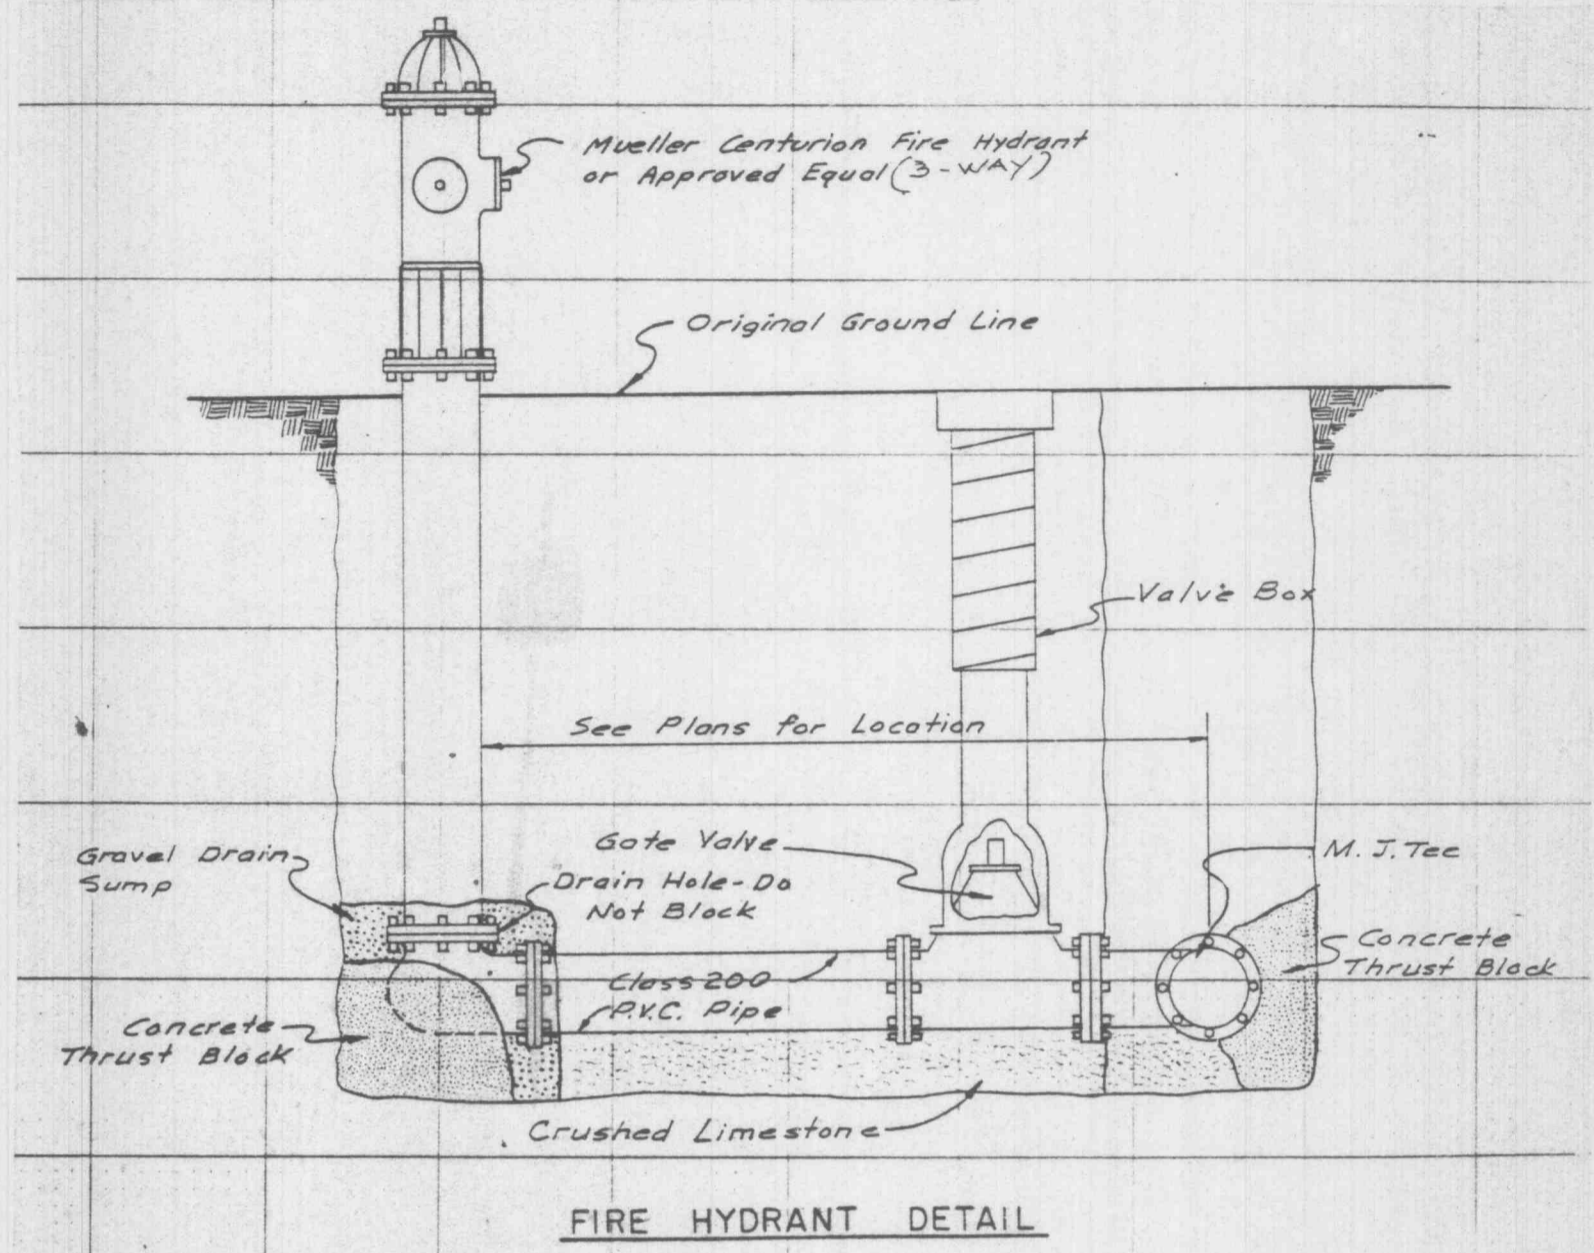 Mueller Centurion Fire Hydrant
or Approved Equal (3-WAY)
Original Ground Line
Valve Box
See Plans for Location
Gravel Drain
Sump
Gate Valve
Drain Hole-Do
Not Block
M. J. Tee
Concrete
Thrust Block
Class 200
P.V.C. Pipe
Concrete
Thrust Block
Crushed Limestone
FIRE HYDRANT DETAIL